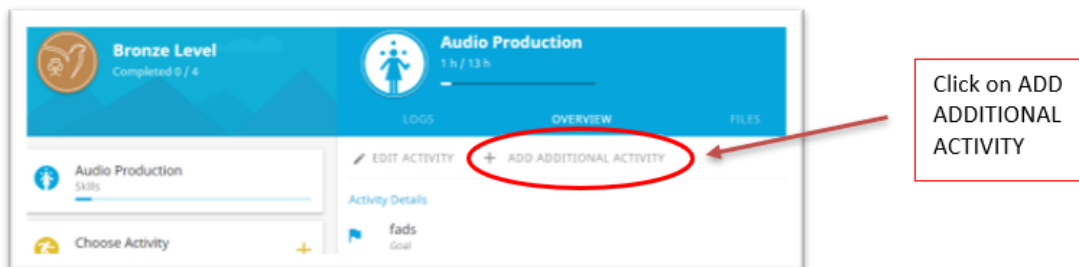 Bronze Level
Completed 0 / 4
Audio Production
1 h / 13 h
LOGS
OVERVIEW
FILES
EDIT ACTIVITY
+ ADD ADDITIONAL ACTIVITY
Audio Production
Skills
Choose Activity
+
Activity Details
fads
Goal
Click on ADD
ADDITIONAL
ACTIVITY